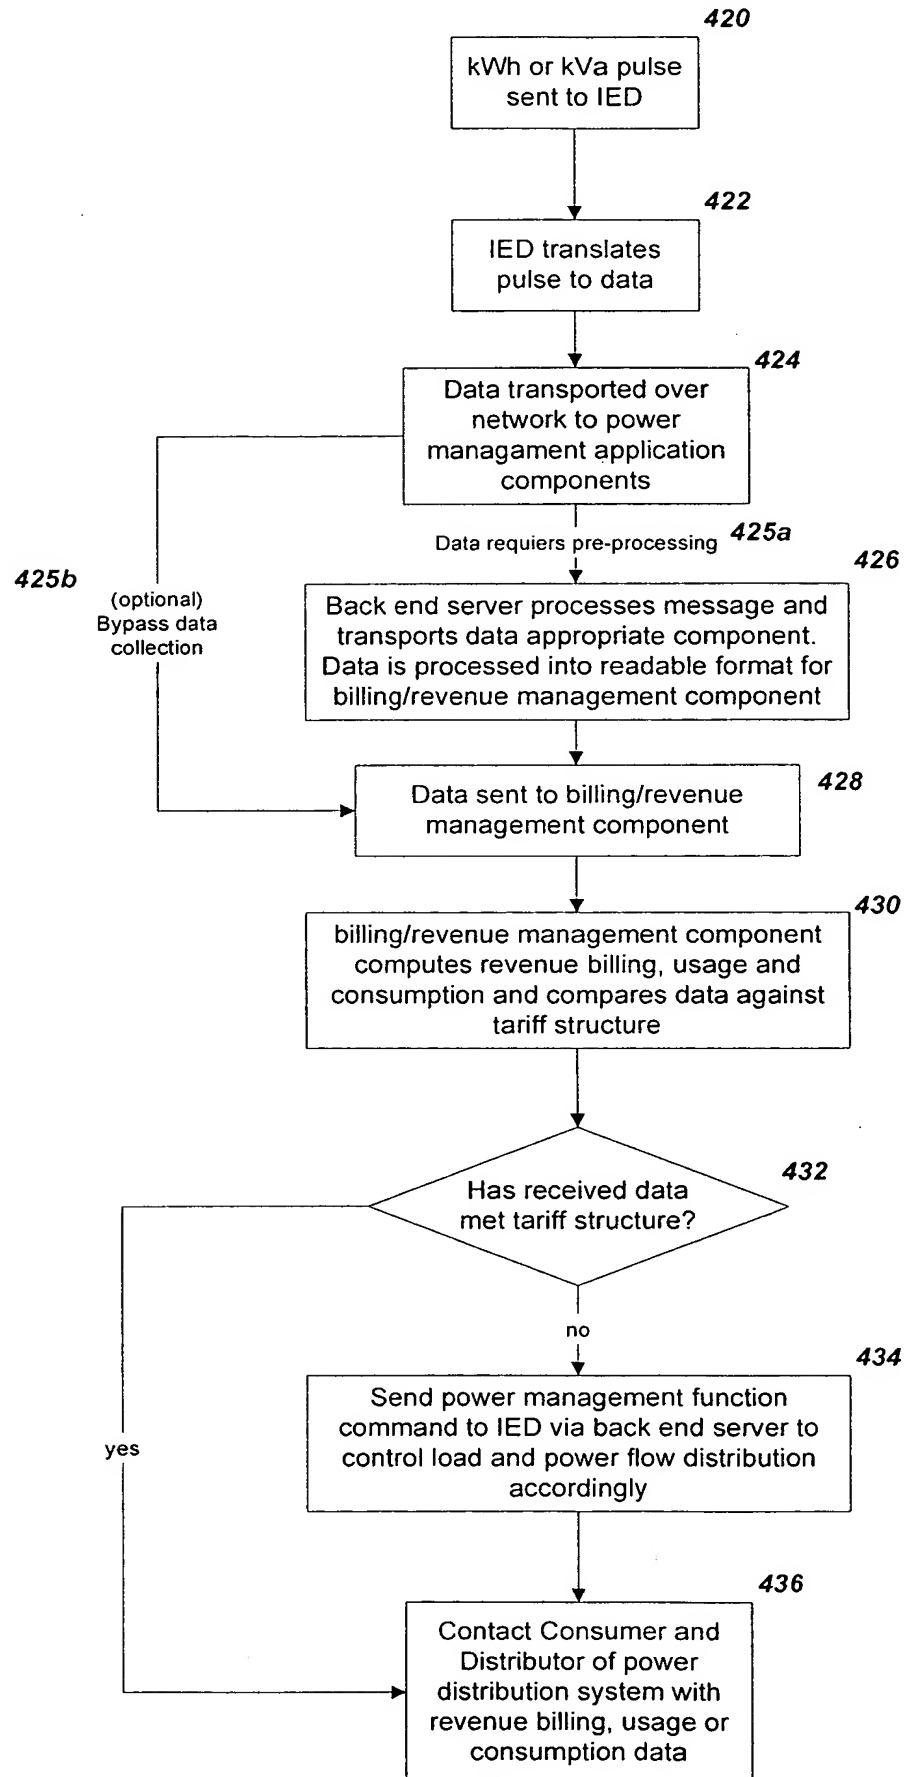 420
kWh or kVa pulse
sent to IED
422
IED translates
pulse to data
424
Data transported over
network to power
managament application
components
Data requiers pre-processing 425a
425b
(optional)
Bypass data
collection
426
Back end server processes message and
transports data appropriate component.
Data is processed into readable format for
billing/revenue management component
428
Data sent to billing/revenue
management component
430
billing/revenue management component
computes revenue billing, usage and
consumption and compares data against
tariff structure
432
Has received data
met tariff structure?
no
yes
434
Send power management function
command to IED via back end server to
control load and power flow distribution
accordingly
436
Contact Consumer and
Distributor of power
distribution system with
revenue billing, usage or
consumption data